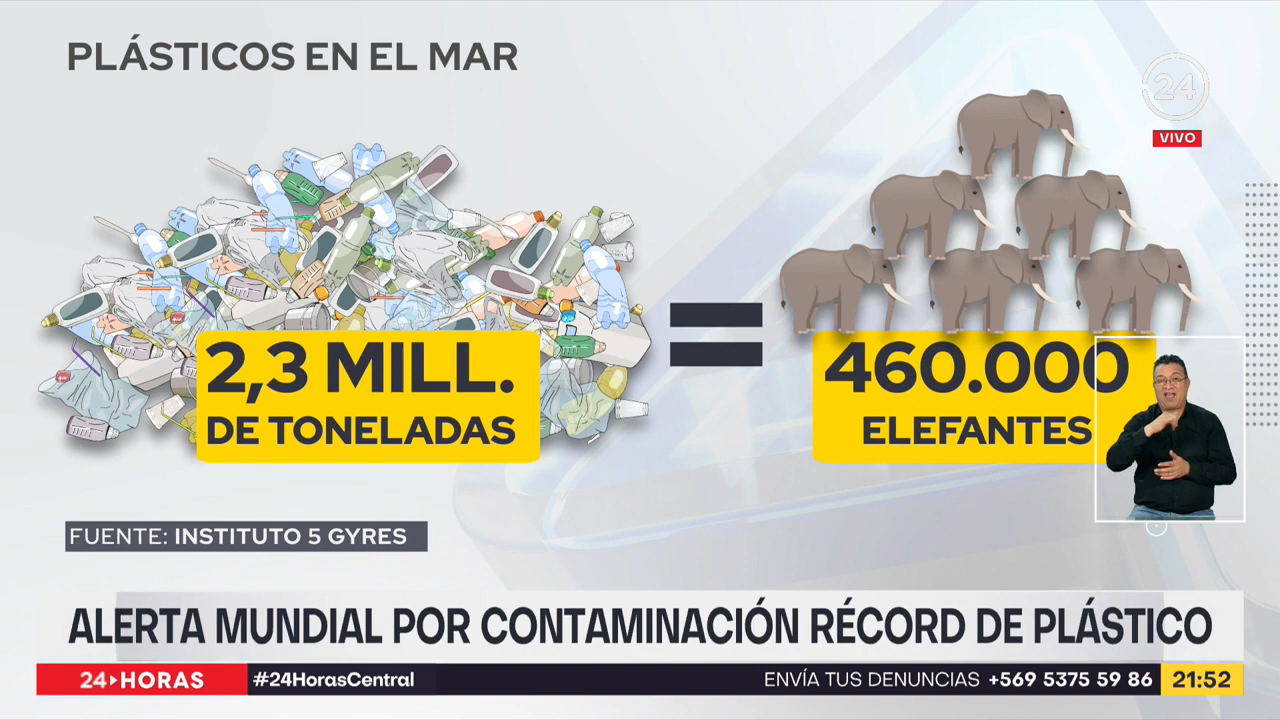 PLÁSTICOS EN EL MAR
24
VIVO
2,3 MILL.
DE TONELADAS
=
460.000
ELEFANTES
FUENTE: INSTITUTO 5 GYRES
ALERTA MUNDIAL POR CONTAMINACIÓN RÉCORD DE PLÁSTICO
24 HORAS
#24HorasCentral
ENVÍA TUS DENUNCIAS +569 5375 59 86
21:52